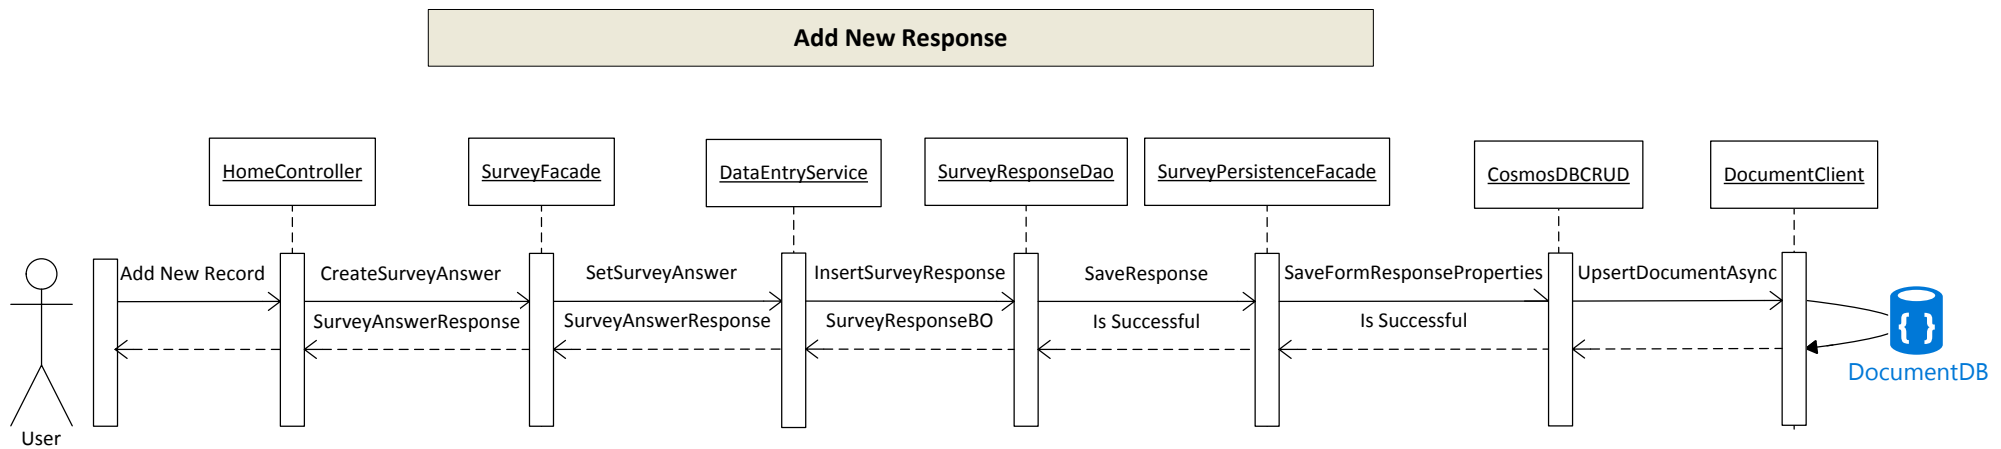 Add New Response
HomeController
SurveyFacade
DataEntryService
SurveyResponseDao
SurveyPersistenceFacade
CosmosDBCRUD
DocumentClient
Add New Record
CreateSurveyAnswer
SetSurveyAnswer
InsertSurveyResponse
SaveResponse
SaveFormResponseProperties
UpsertDocumentAsync
SurveyAnswerResponse
SurveyAnswerResponse
SurveyResponseBO
Is Successful
Is Successful
{ }
DocumentDB
User